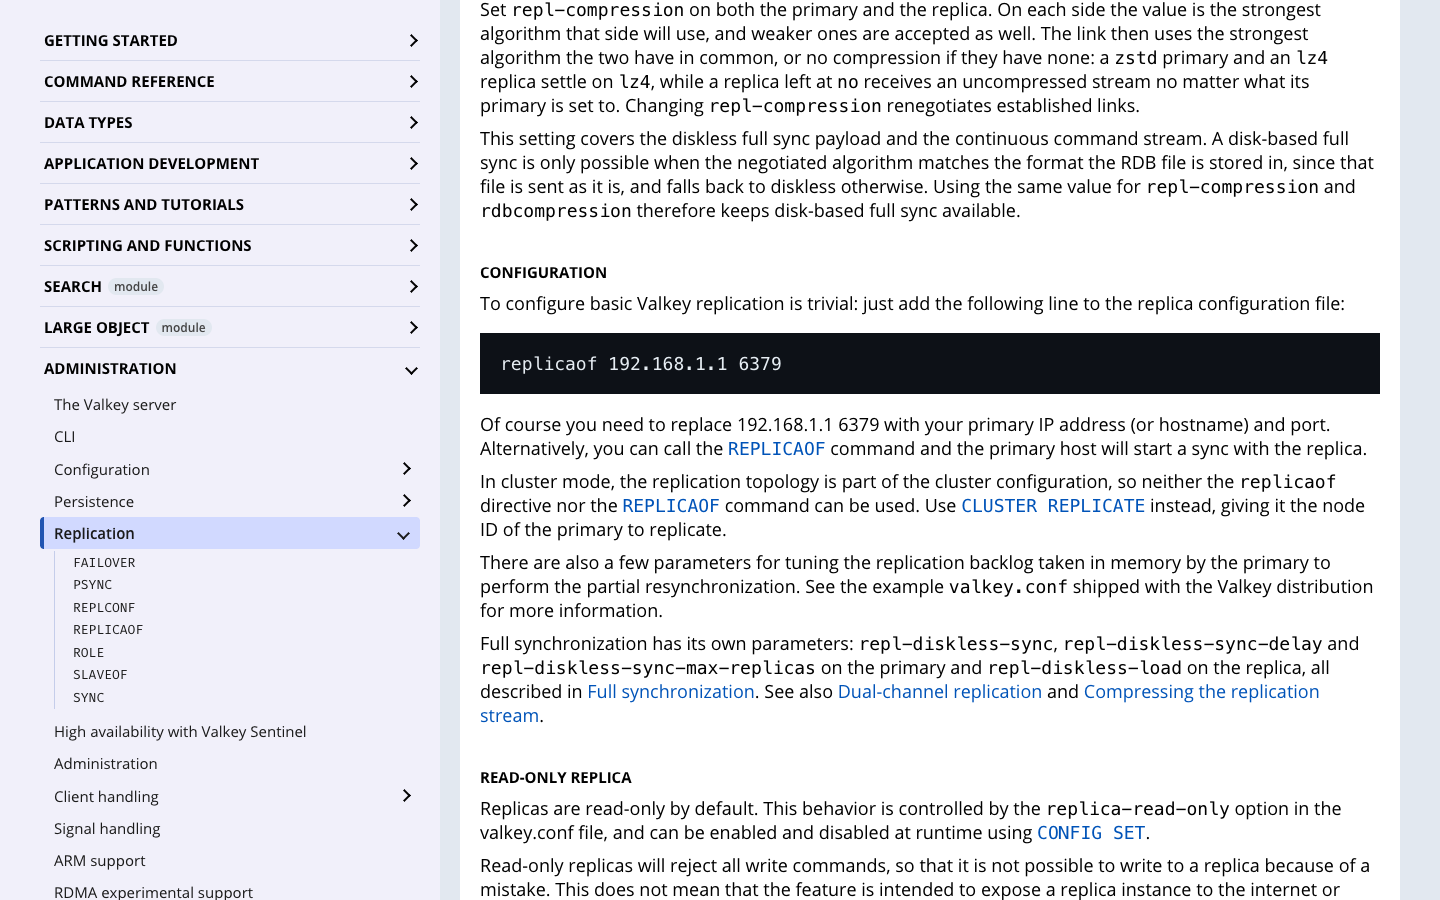 GETTING STARTED
COMMAND REFERENCE
DATA TYPES
APPLICATION DEVELOPMENT
PATTERNS AND TUTORIALS
SCRIPTING AND FUNCTIONS
SEARCH module
LARGE OBJECT module
ADMINISTRATION
The Valkey server
CLI
Configuration
Persistence
Replication
FAILOVER
PSYNC
REPLCONF
REPLICAOF
ROLE
SLAVEOF
SYNC
High availability with Valkey Sentinel
Administration
Client handling
Signal handling
ARM support
RDMA experimental support
Set repl-compression on both the primary and the replica. On each side the value is the strongest
algorithm that side will use, and weaker ones are accepted as well. The link then uses the strongest
algorithm the two have in common, or no compression if they have none: a zstd primary and an lz4
replica settle on lz4, while a replica left at no receives an uncompressed stream no matter what its
primary is set to. Changing repl-compression renegotiates established links.
This setting covers the diskless full sync payload and the continuous command stream. A disk-based full
sync is only possible when the negotiated algorithm matches the format the RDB file is stored in, since that
file is sent as it is, and falls back to diskless otherwise. Using the same value for repl-compression and
rdbcompression therefore keeps disk-based full sync available.
CONFIGURATION
To configure basic Valkey replication is trivial: just add the following line to the replica configuration file:
replicaof 192.168.1.1 6379
Of course you need to replace 192.168.1.1 6379 with your primary IP address (or hostname) and port.
Alternatively, you can call the REPLICAOF command and the primary host will start a sync with the replica.
In cluster mode, the replication topology is part of the cluster configuration, so neither the replicaof
directive nor the REPLICAOF command can be used. Use CLUSTER REPLICATE instead, giving it the node
ID of the primary to replicate.
There are also a few parameters for tuning the replication backlog taken in memory by the primary to
perform the partial resynchronization. See the example valkey.conf shipped with the Valkey distribution
for more information.
Full synchronization has its own parameters: repl-diskless-sync, repl-diskless-sync-delay and
repl-diskless-sync-max-replicas on the primary and repl-diskless-load on the replica, all
described in Full synchronization. See also Dual-channel replication and Compressing the replication
stream.
READ-ONLY REPLICA
Replicas are read-only by default. This behavior is controlled by the replica-read-only option in the
valkey.conf file, and can be enabled and disabled at runtime using CONFIG SET.
Read-only replicas will reject all write commands, so that it is not possible to write to a replica because of a
mistake. This does not mean that the feature is intended to expose a replica instance to the internet or